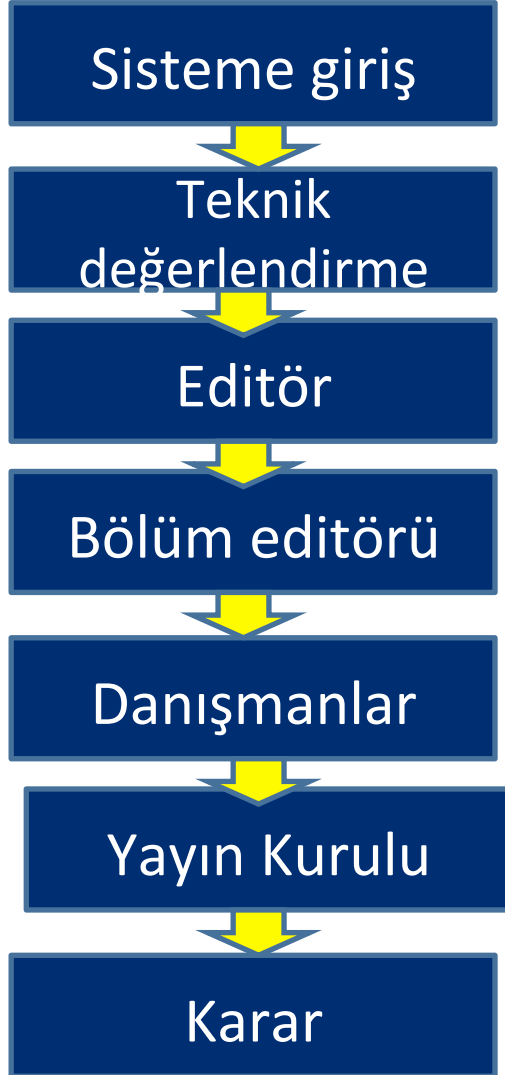 Sisteme giriş
Teknik
değerlendirme
Editör
Bölüm editörü
Danışmanlar
Yayın Kurulu
Karar